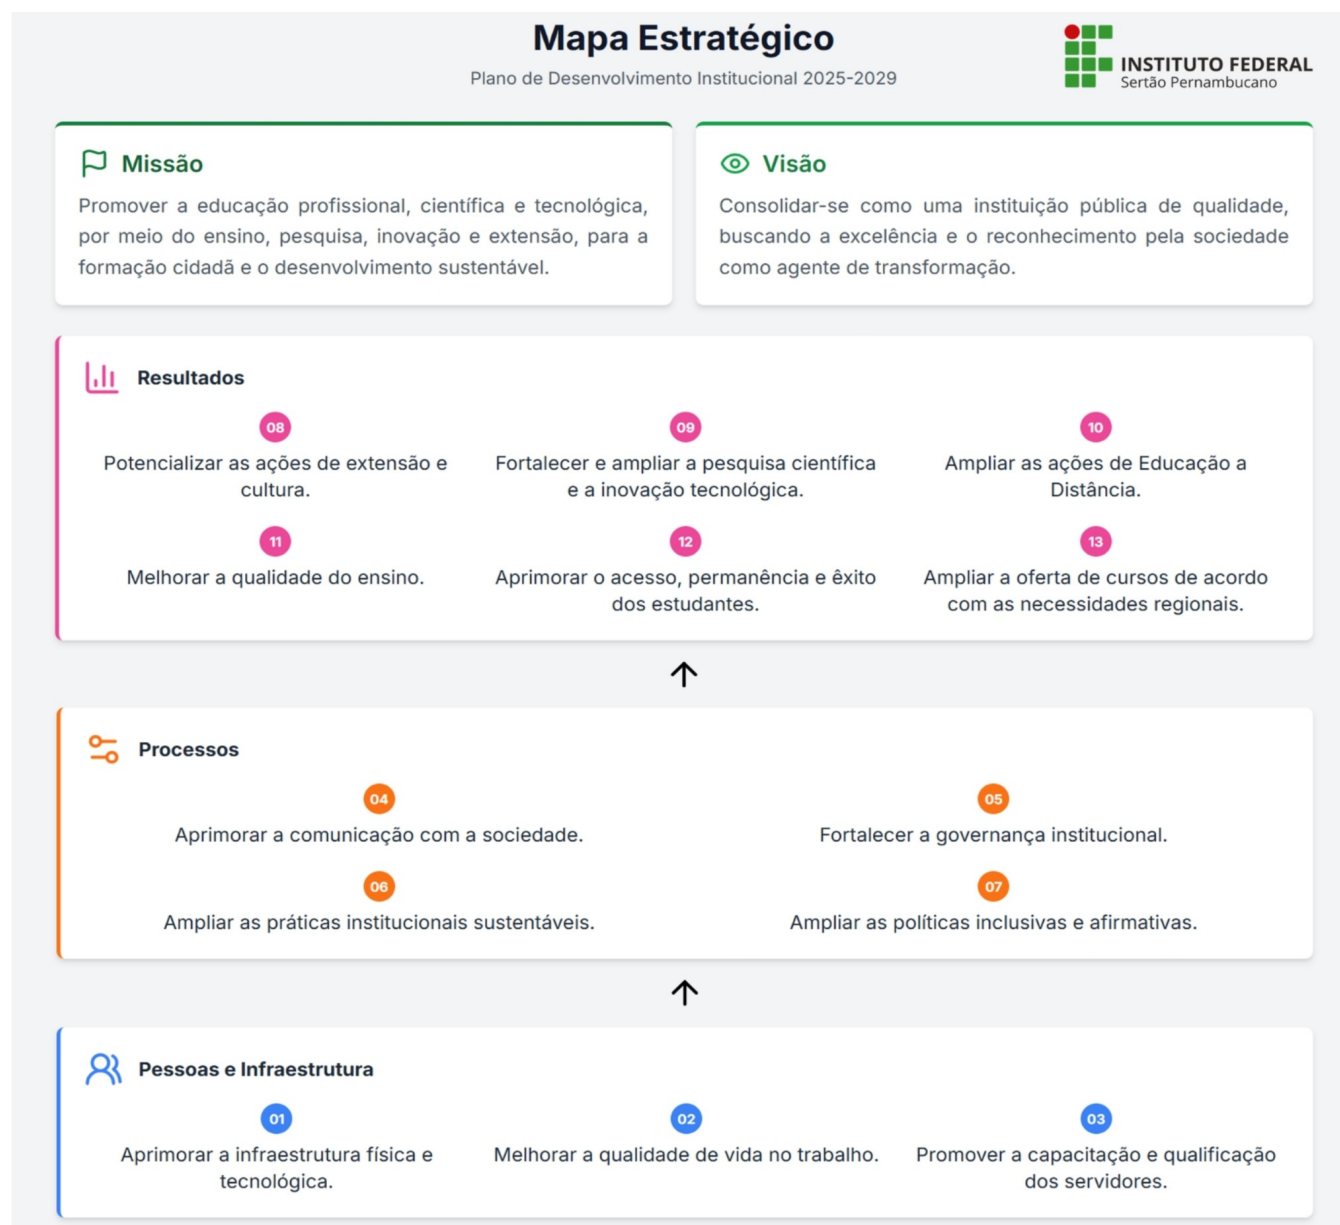 Mapa Estratégico
Plano de Desenvolvimento Institucional 2025-2029
INSTITUTO FEDERAL
Sertão Pernambucano
Missão
Promover a educação profissional, científica e tecnológica,
por meio do ensino, pesquisa, inovação e extensão, para a
formação cidadã e o desenvolvimento sustentável.
Visão
Consolidar-se como uma instituição pública de qualidade,
buscando a excelência e o reconhecimento pela sociedade
como agente de transformação.
Resultados
08
Potencializar as ações de extensão e
cultura.
09
Fortalecer e ampliar a pesquisa científica
e a inovação tecnológica.
10
Ampliar as ações de Educação a
Distância.
11
Melhorar a qualidade do ensino.
12
Aprimorar o acesso, permanência e êxito
dos estudantes.
13
Ampliar a oferta de cursos de acordo
com as necessidades regionais.
Processos
04
Aprimorar a comunicação com a sociedade.
05
Fortalecer a governança institucional.
06
Ampliar as práticas institucionais sustentáveis.
07
Ampliar as políticas inclusivas e afirmativas.
Pessoas e Infraestrutura
01
Aprimorar a infraestrutura física e
tecnológica.
02
Melhorar a qualidade de vida no trabalho.
03
Promover a capacitação e qualificação
dos servidores.